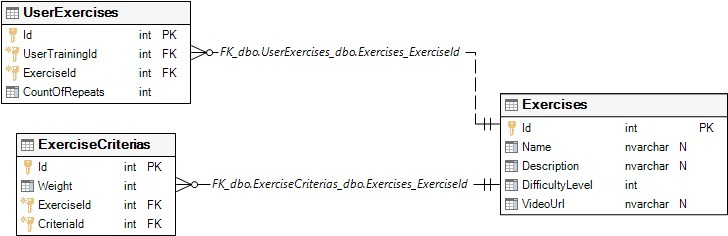 UserExercises
Id int PK
UserTrainingId int FK
ExerciseId int FK
CountOfRepeats int
FK_dbo.UserExercises_dbo.Exercises_ExerciseId
Exercises
Id int PK
Name nvarchar N
Description nvarchar N
DifficultyLevel int
VideoUrl nvarchar N
ExerciseCriterias
Id int PK
Weight int
ExerciseId int FK
CriteriaId int FK
FK_dbo.ExerciseCriterias_dbo.Exercises_ExerciseId